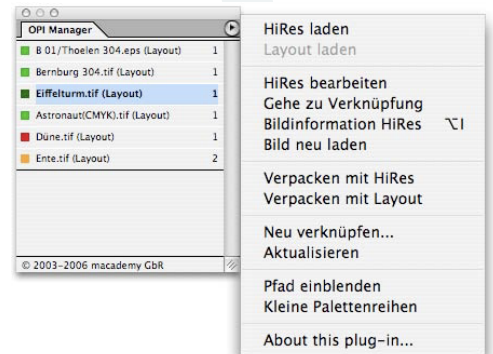 OPI Manager
B 01/Thoelen 304.eps (Layout) 1
Bernburg 304.tif (Layout) 1
Eiffelturm.tif (Layout) 1
Astronaut(CMYK).tif (Layout) 1
Düne.tif (Layout) 1
Ente.tif (Layout) 2
© 2003–2006 macademy GbR
HiRes laden
Layout laden
HiRes bearbeiten
Gehe zu Verknüpfung
Bildinformation HiRes ⌥I
Bild neu laden
Verpacken mit HiRes
Verpacken mit Layout
Neu verknüpfen...
Aktualisieren
Pfad einblenden
Kleine Palettenreihen
About this plug-in...